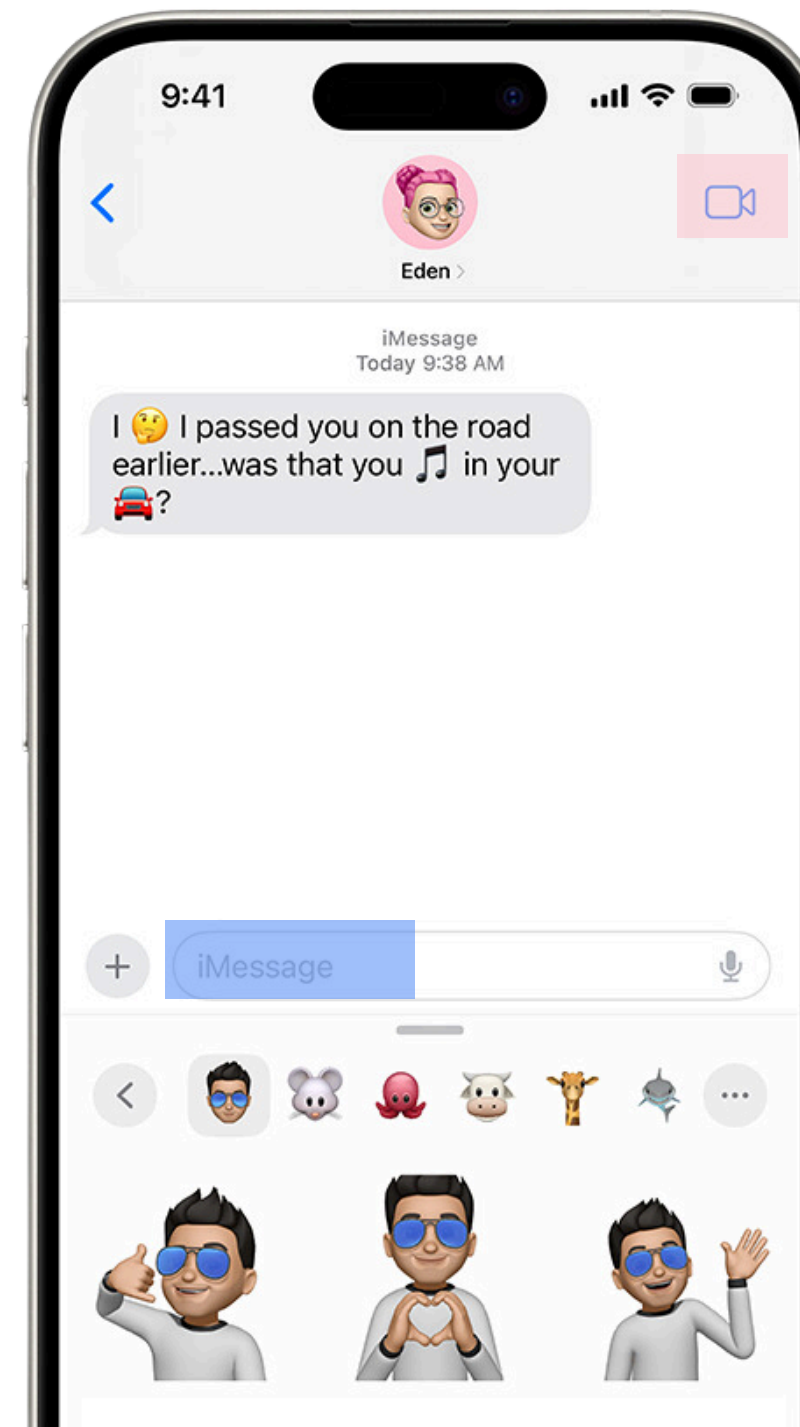 9:41
Eden
iMessage
Today 9:38 AM
I 🤔 I passed you on the road
earlier...was that you 🎵 in your
🚘?
iMessage